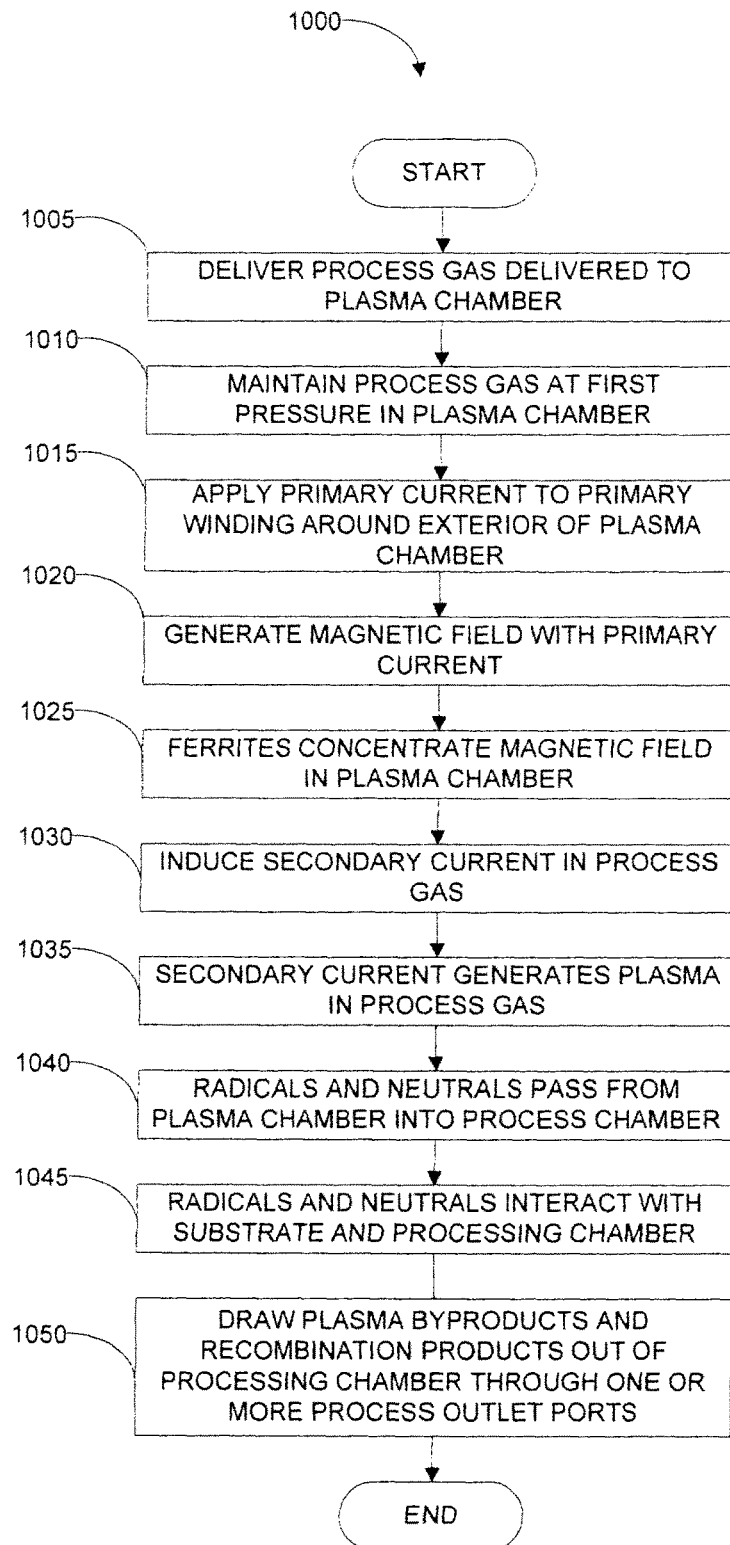 1000
START
1005
DELIVER PROCESS GAS DELIVERED TO
PLASMA CHAMBER
1010
MAINTAIN PROCESS GAS AT FIRST
PRESSURE IN PLASMA CHAMBER
1015
APPLY PRIMARY CURRENT TO PRIMARY
WINDING AROUND EXTERIOR OF PLASMA
CHAMBER
1020
GENERATE MAGNETIC FIELD WITH PRIMARY
CURRENT
1025
FERRITES CONCENTRATE MAGNETIC FIELD
IN PLASMA CHAMBER
1030
INDUCE SECONDARY CURRENT IN PROCESS
GAS
1035
SECONDARY CURRENT GENERATES PLASMA
IN PROCESS GAS
1040
RADICALS AND NEUTRALS PASS FROM
PLASMA CHAMBER INTO PROCESS CHAMBER
1045
RADICALS AND NEUTRALS INTERACT WITH
SUBSTRATE AND PROCESSING CHAMBER
1050
DRAW PLASMA BYPRODUCTS AND
RECOMBINATION PRODUCTS OUT OF
PROCESSING CHAMBER THROUGH ONE OR
MORE PROCESS OUTLET PORTS
END